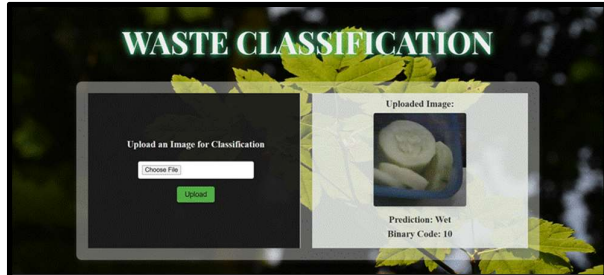 WASTE CLASSIFICATION
Upload an Image for Classification
Choose File
Upload
Uploaded Image:
Prediction: Wet
Binary Code: 10